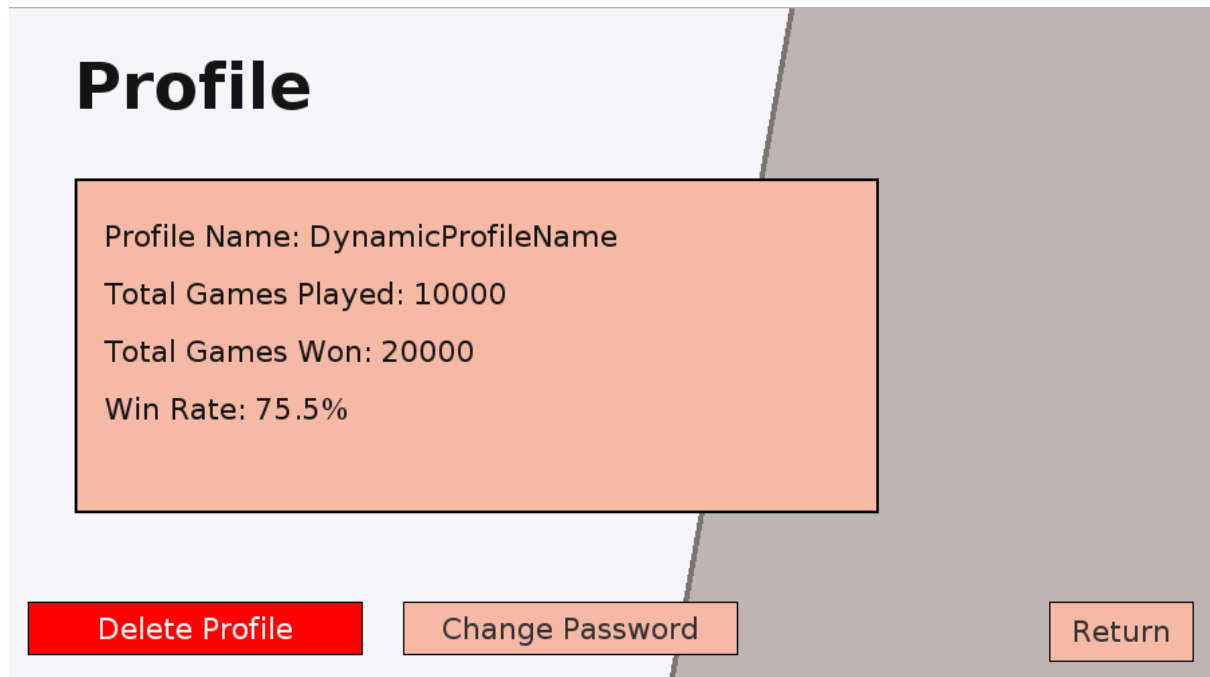 Profile
Profile Name: DynamicProfileName
Total Games Played: 10000
Total Games Won: 20000
Win Rate: 75.5%
Delete Profile
Change Password
Return